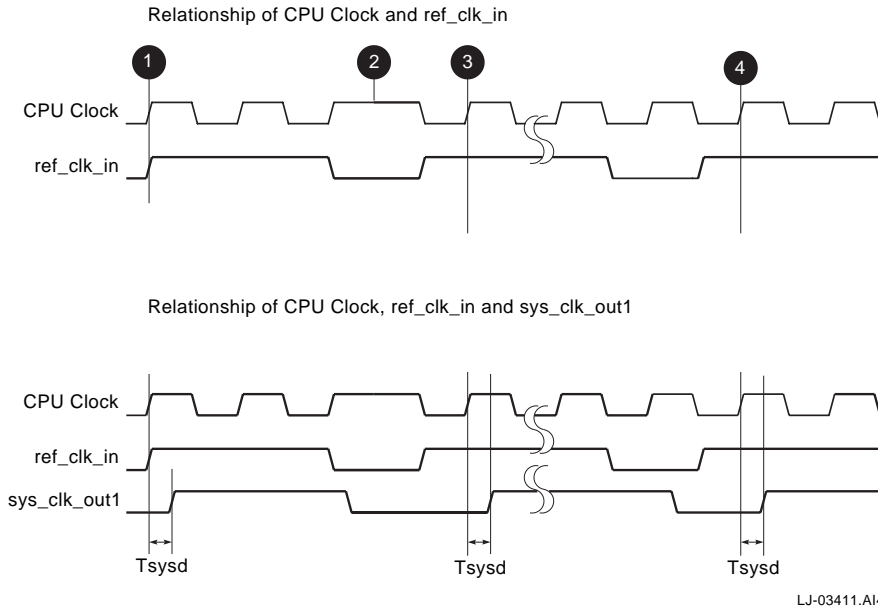 Relationship of CPU Clock and ref_clk_in
1 2 3 4
CPU Clock
ref_clk_in
Relationship of CPU Clock, ref_clk_in and sys_clk_out1
CPU Clock
ref_clk_in
sys_clk_out1
Tsysd Tsysd Tsysd
LJ-03411.AI4